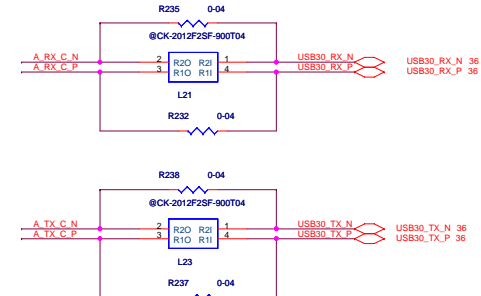 R235 0-04
@CK-2012F2SF-900T04
A_RX_C_N 2 R2O R2I 1 USB30_RX_N USB30_RX_N 36
A_RX_C_P 3 R1O R1I 4 USB30_RX_P USB30_RX_P 36
L21
R232 0-04
R238 0-04
@CK-2012F2SF-900T04
A_TX_C_N 2 R2O R2I 1 USB30_TX_N USB30_TX_N 36
A_TX_C_P 3 R1O R1I 4 USB30_TX_P USB30_TX_P 36
L23
R237 0-04